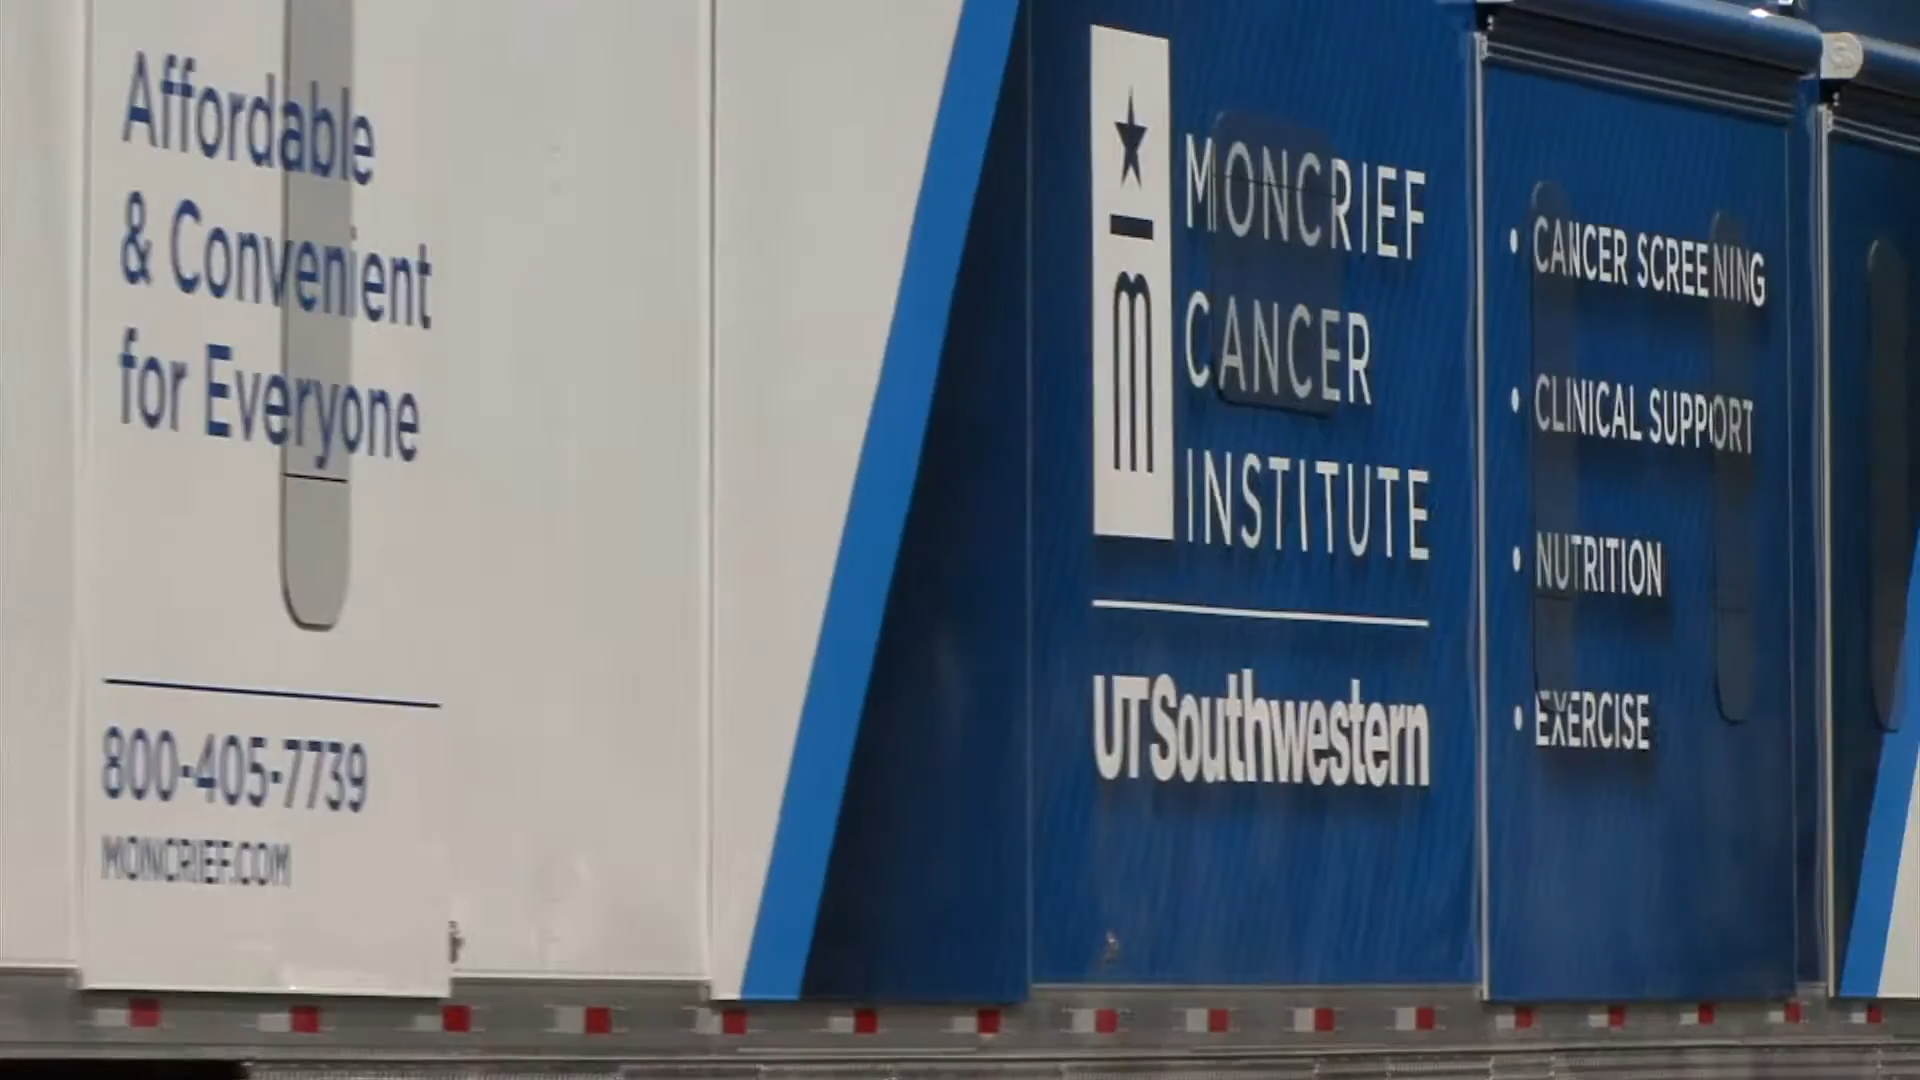 Affordable
& Convenient
for Everyone
800-405-7739
MONCRIEF.COM
m
MONCRIEF
CANCER
INSTITUTE
UTSouthwestern
• CANCER SCREENING
• CLINICAL SUPPORT
• NUTRITION
• EXERCISE